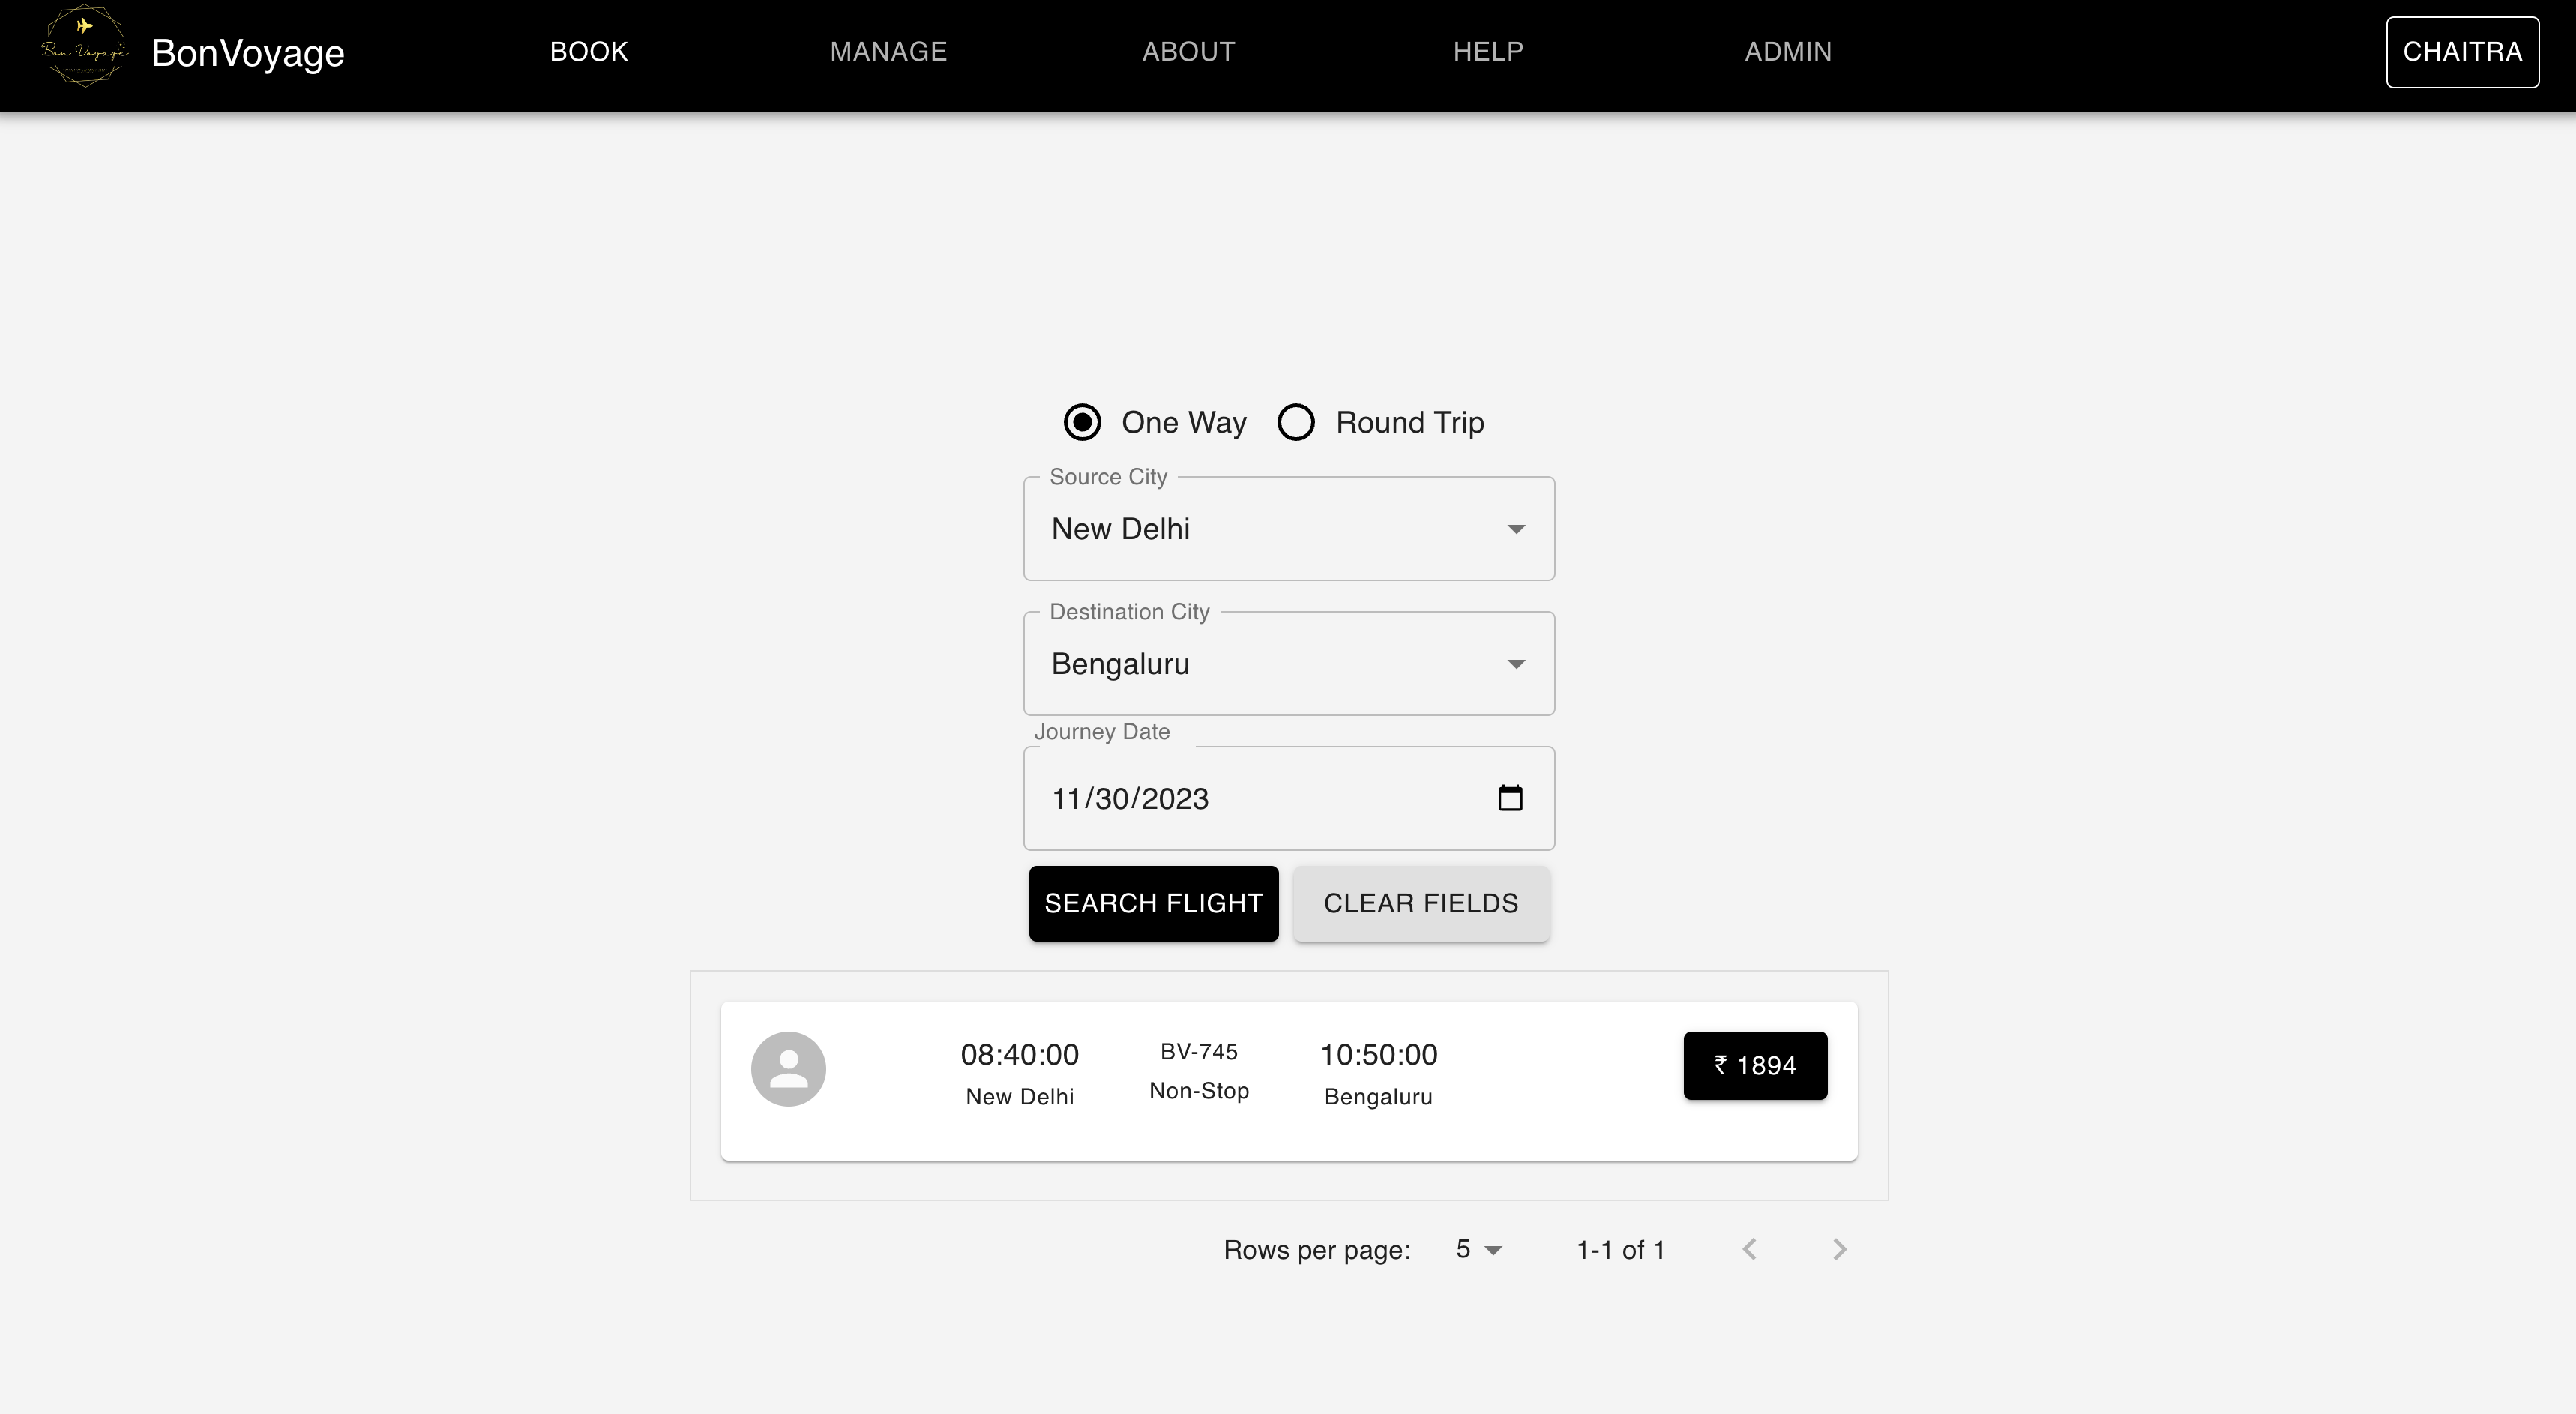 Bon Voyage
BonVoyage
BOOK
MANAGE
ABOUT
HELP
ADMIN
CHAITRA
One Way
Round Trip
Source City
New Delhi
Destination City
Bengaluru
Journey Date
11/30/2023
SEARCH FLIGHT
CLEAR FIELDS
08:40:00
New Delhi
BV-745
Non-Stop
10:50:00
Bengaluru
₹ 1894
Rows per page:
5
1-1 of 1